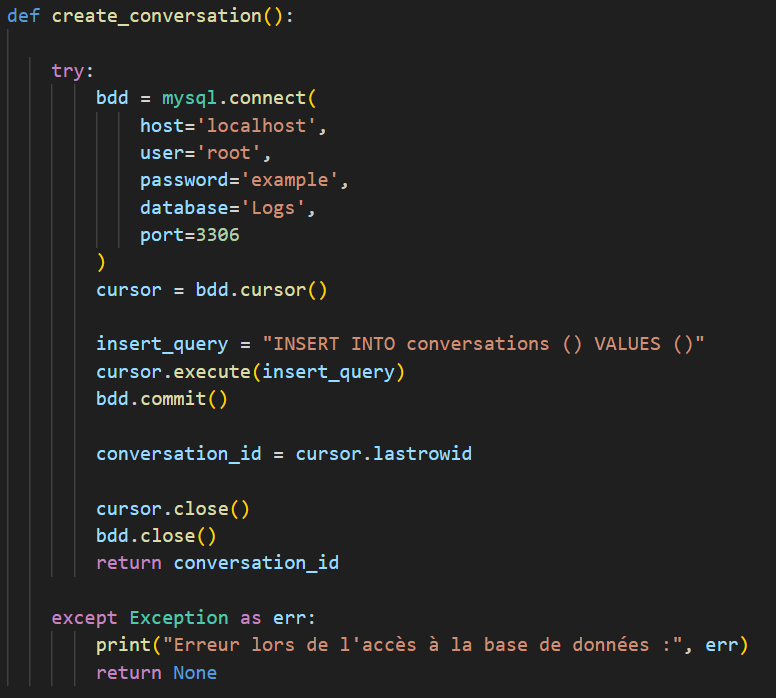 def create_conversation():
try:
bdd = mysql.connect(
host='localhost',
user='root',
password='example',
database='Logs',
port=3306
)
cursor = bdd.cursor()
insert_query = "INSERT INTO conversations () VALUES ()"
cursor.execute(insert_query)
bdd.commit()
conversation_id = cursor.lastrowid
cursor.close()
bdd.close()
return conversation_id
except Exception as err:
print("Erreur lors de l'accès à la base de données :", err)
return None